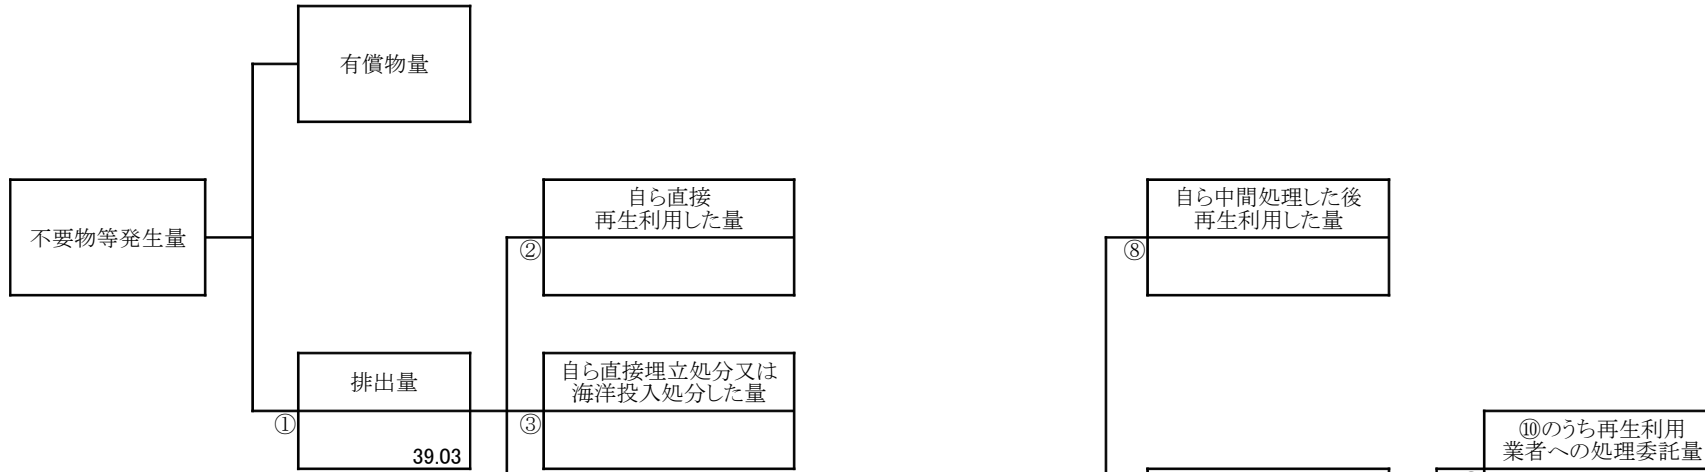 有償物量
不要物等発生量
自ら直接
再生利用した量
②
自ら中間処理した後
再生利用した量
⑧
排出量
①
39.03
自ら直接埋立処分又は
海洋投入処分した量
③
⑩のうち再生利用
業者への処理委託量